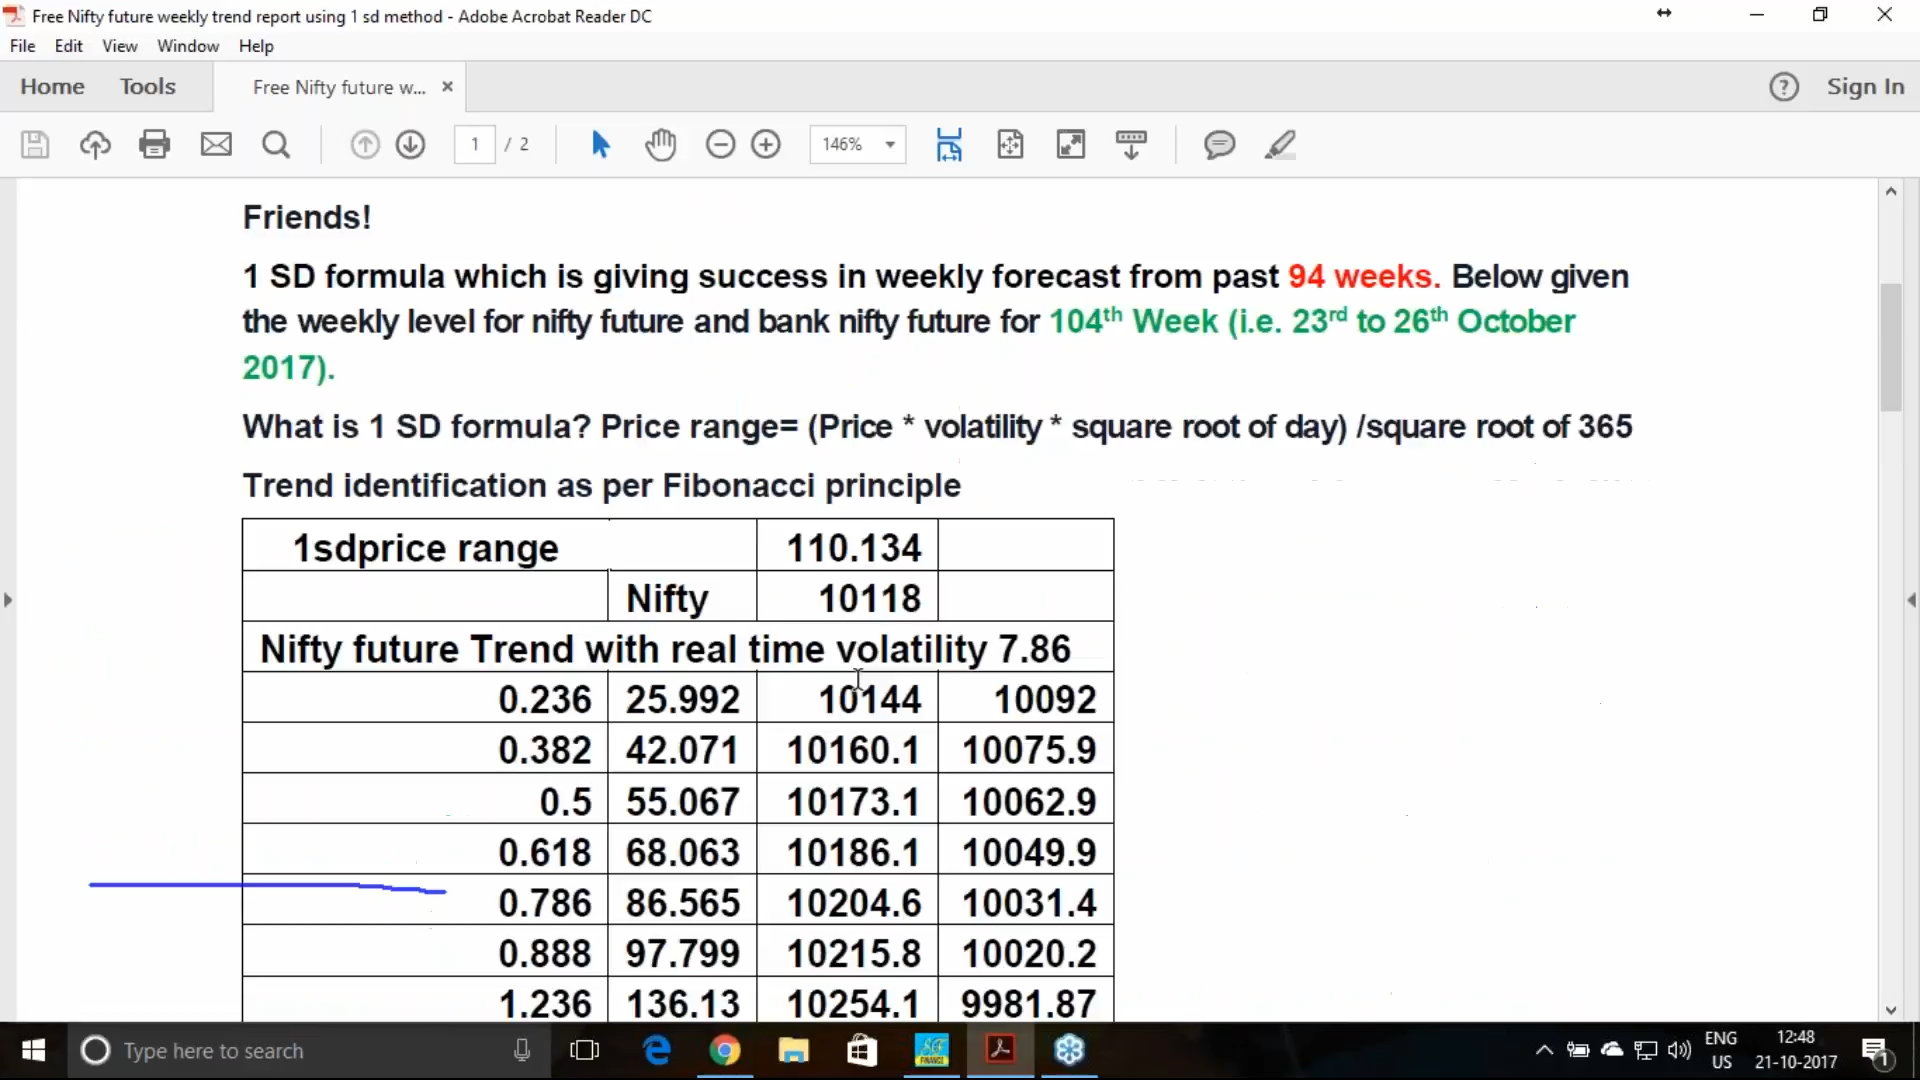 Free Nifty future weekly trend report using 1 sd method - Adobe Acrobat Reader DC
File Edit View Window Help
Home Tools Free Nifty future w... × ? Sign In
1 / 2 146%
Friends!
1 SD formula which is giving success in weekly forecast from past 94 weeks. Below given
the weekly level for nifty future and bank nifty future for 104th Week (i.e. 23rd to 26th October
2017).
What is 1 SD formula? Price range= (Price * volatility * square root of day) /square root of 365
Trend identification as per Fibonacci principle
1sdprice range 110.134
Nifty 10118
Nifty future Trend with real time volatility 7.86
0.236 25.992 10144 10092
0.382 42.071 10160.1 10075.9
0.5 55.067 10173.1 10062.9
0.618 68.063 10186.1 10049.9
0.786 86.565 10204.6 10031.4
0.888 97.799 10215.8 10020.2
1.236 136.13 10254.1 9981.87
Type here to search
FINANCE
ENG
US
12:48
21-10-2017
1